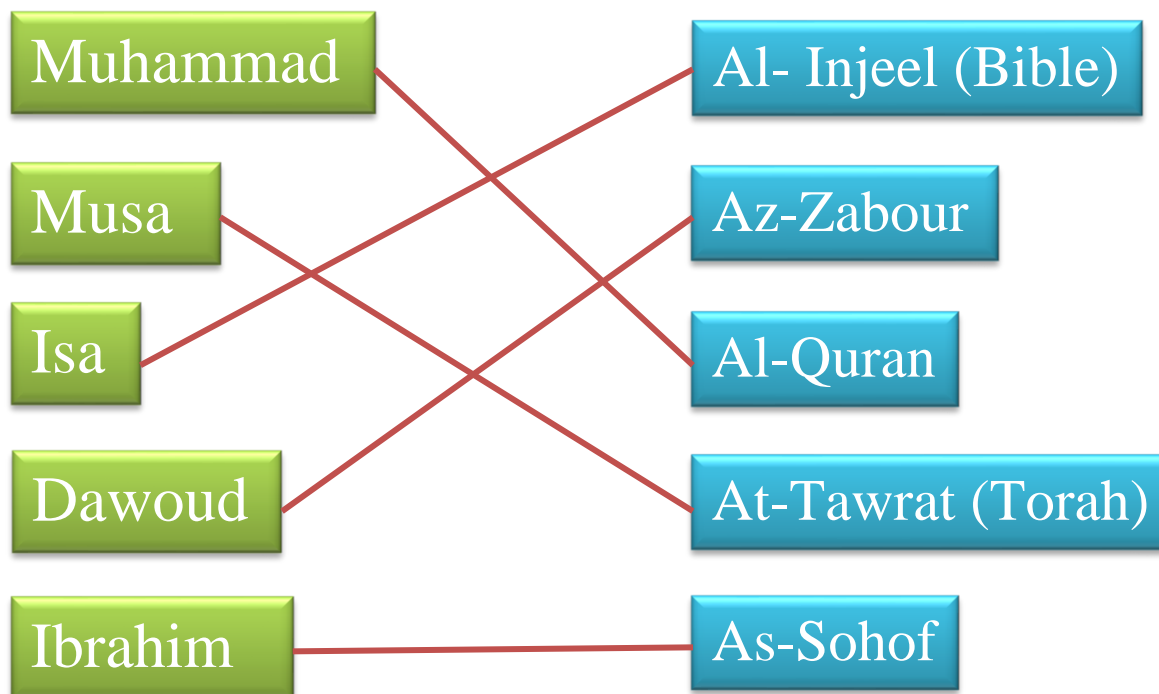 Muhammad
Al- Injeel (Bible)
Musa
Az-Zabour
Isa
Al-Quran
Dawoud
At-Tawrat (Torah)
Ibrahim
As-Sohof